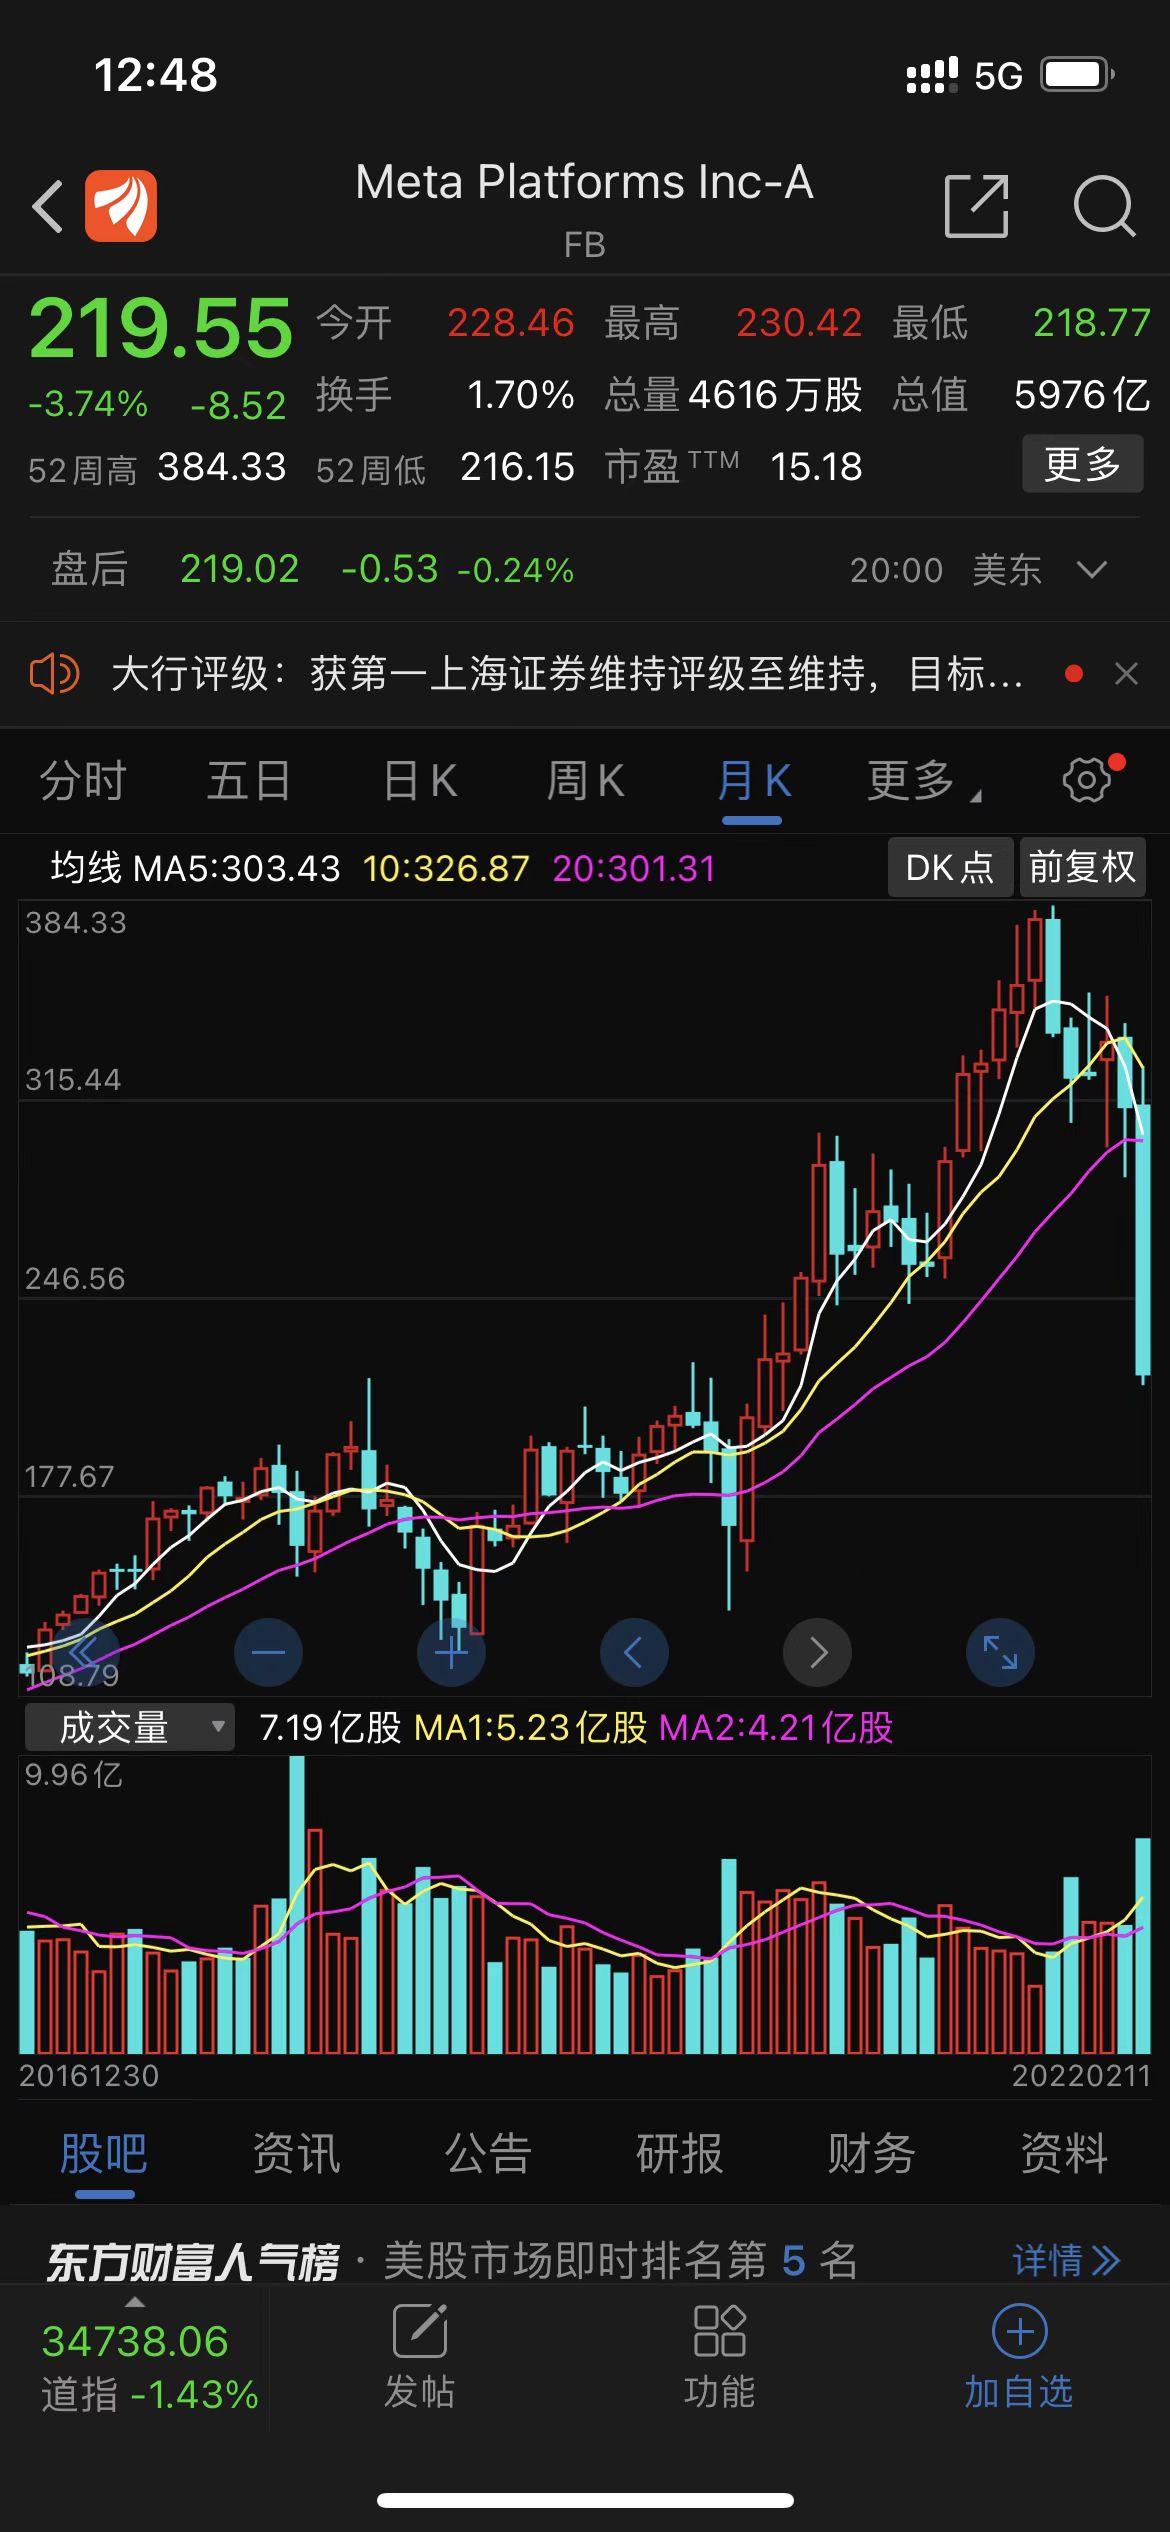 12:48 5G
Meta Platforms Inc-A
FB
219.55 今开 228.46 最高 230.42 最低 218.77
-3.74% -8.52 换手 1.70% 总量 4616万股 总值 5976亿
52周高 384.33 52周低 216.15 市盈TTM 15.18 更多
盘后 219.02 -0.53 -0.24% 20:00 美东
大行评级：获第一上海证券维持评级至维持，目标...
分时 五日 日K 周K 月K 更多
均线 MA5:303.43 10:326.87 20:301.31 DK点 前复权
384.33
315.44
246.56
177.67
108.79
成交量 7.19亿股 MA1:5.23亿股 MA2:4.21亿股
9.96亿
20161230 20220211
股吧 资讯 公告 研报 财务 资料
东方财富人气榜 · 美股市场即时排名第 5 名 详情
34738.06
道指 -1.43% 发帖 功能 加自选